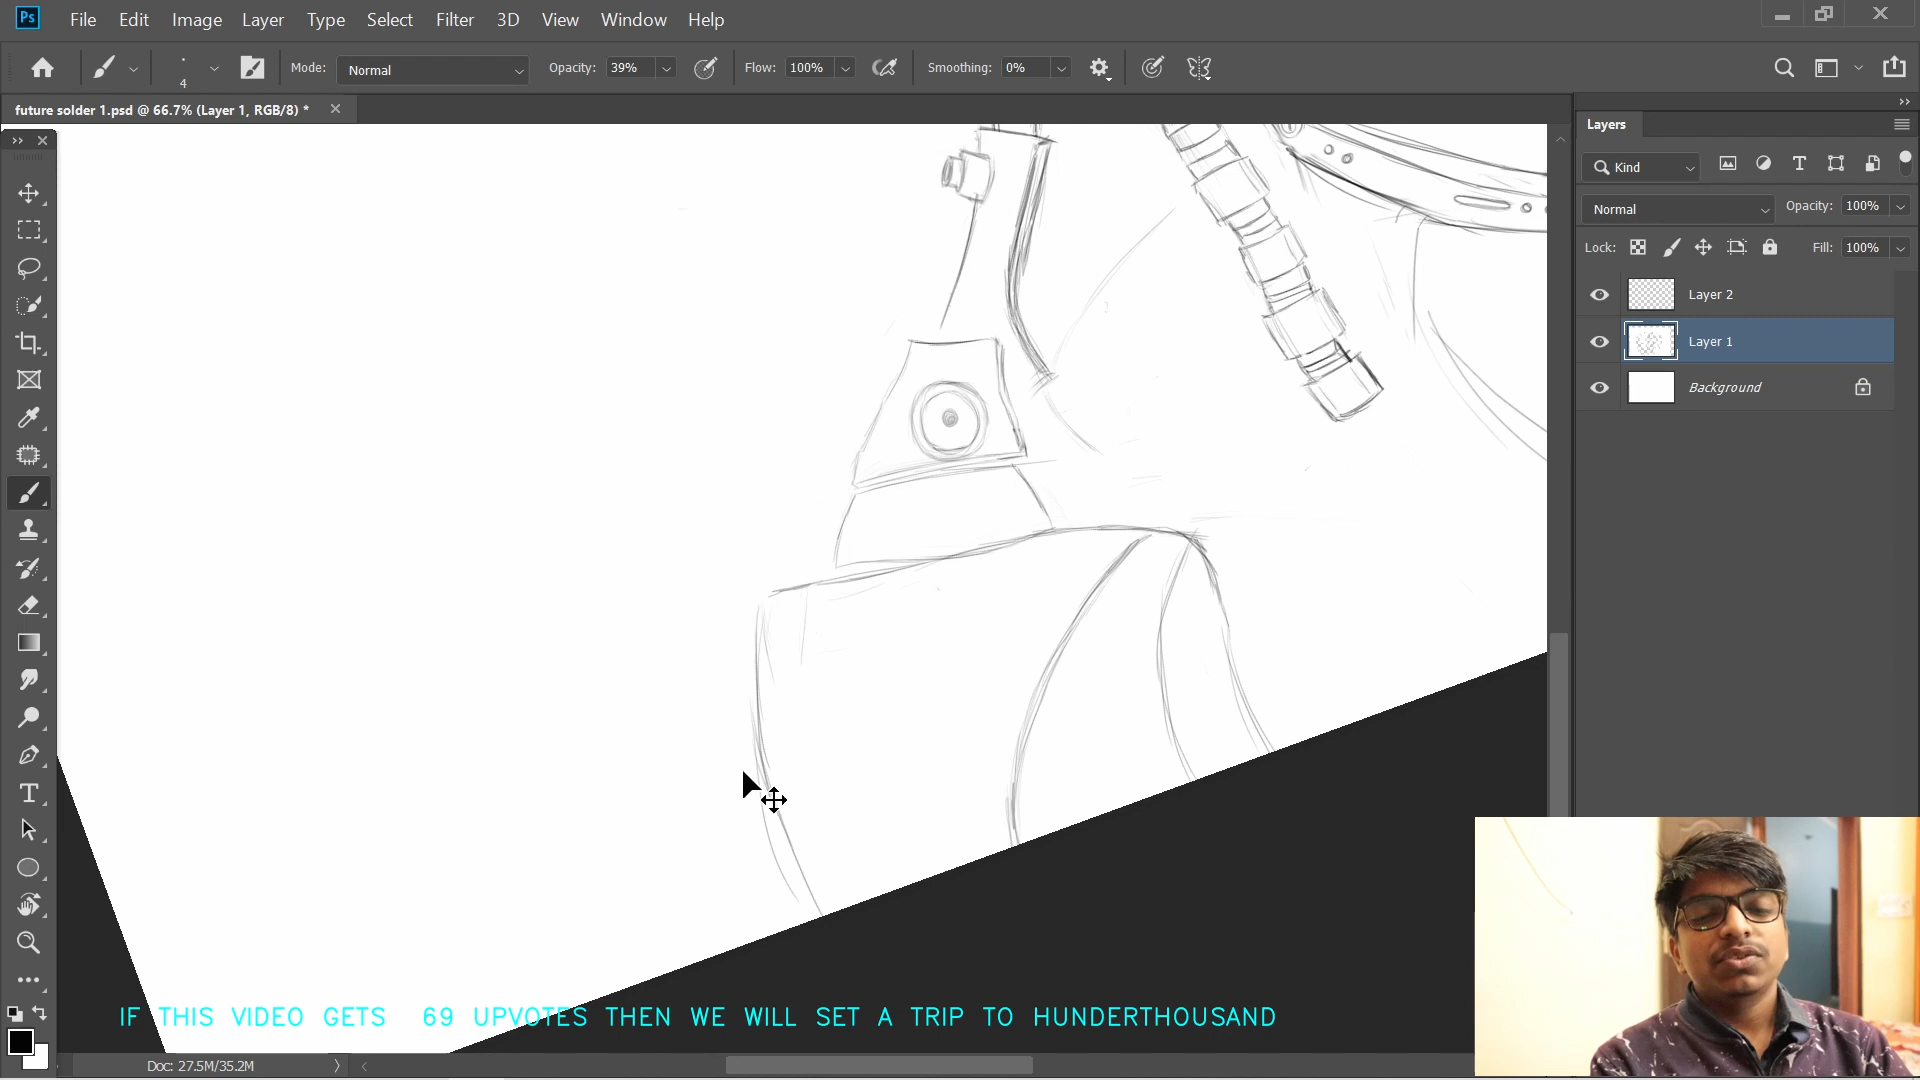 Ps File Edit Image Layer Type Select Filter 3D View Window Help
4 Mode: Normal Opacity: 39% Flow: 100% Smoothing: 0%
future solder 1.psd @ 66.7% (Layer 1, RGB/8) *
Layers
Kind
Normal Opacity: 100%
Lock: Fill: 100%
Layer 2
Layer 1
Background
IF THIS VIDEO GETS 69 UPVOTES THEN WE WILL SET A TRIP TO HUNDERTHOUSAND
Doc: 27.5M/35.2M